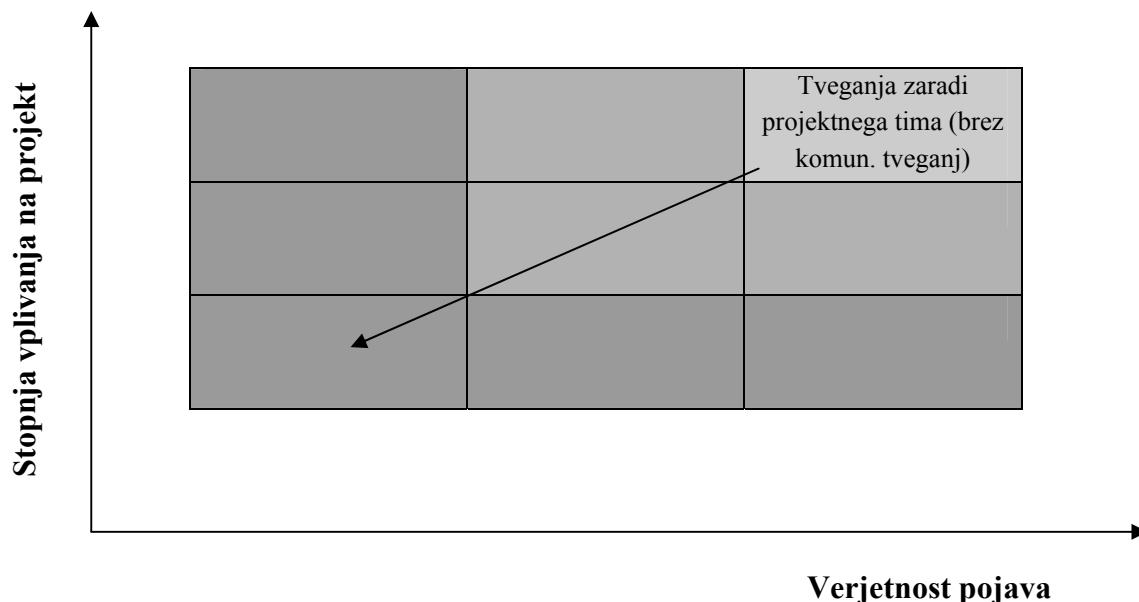 Stopnja vplivanja na projekt
Tveganja zaradi
projektnega tima (brez
komun. tveganj)
Verjetnost pojava